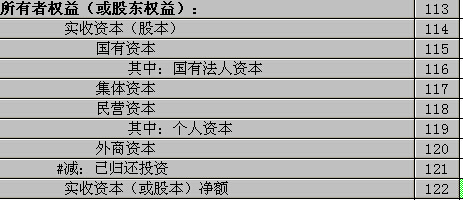 所有者权益（或股东权益）： 113
实收资本（股本） 114
国有资本 115
其中：国有法人资本 116
集体资本 117
民营资本 118
其中：个人资本 119
外商资本 120
#减：已归还投资 121
实收资本（或股本）净额 122